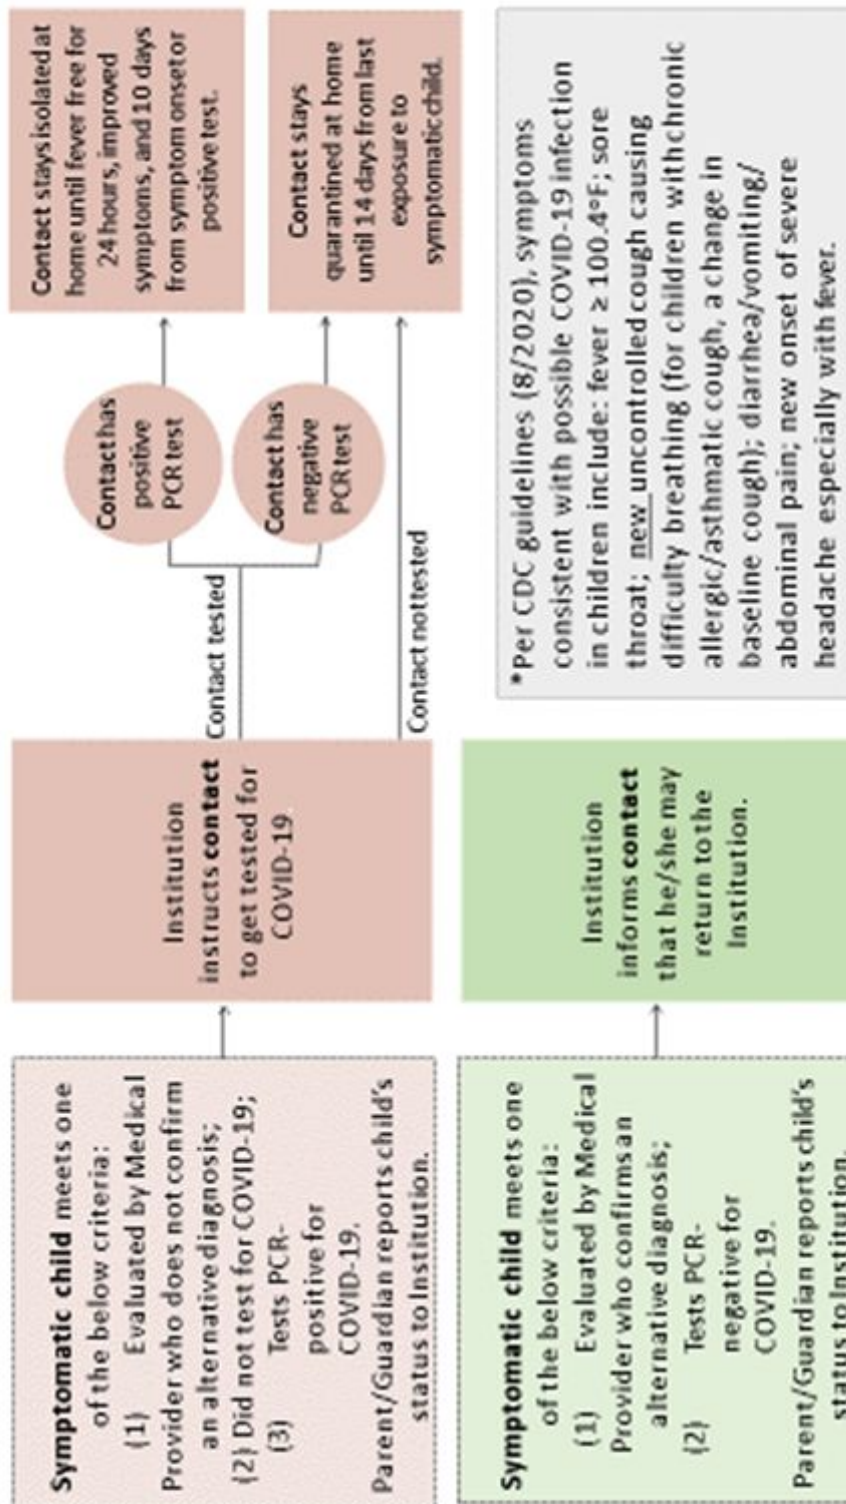 Symptomatic child meets one
of the below criteria:
(1) Evaluated by Medical
Provider who does not confirm
an alternative diagnosis;
(2) Did not test for COVID-19;
(3) Tests PCR-
positive for
COVID-19.
Parent/Guardian reports child's
status to Institution.
Institution
instructs contact
to get tested for
COVID-19.
Contact tested
Contact not tested
Contact has
positive
PCR test
Contact has
negative
PCR test
Contact stays isolated at
home until fever free for
24 hours, improved
symptoms, and 10 days
from symptom onset or
positive test.
Contact stays
quarantined at home
until 14 days from last
exposure to
symptomatic child.
Symptomatic child meets one
of the below criteria:
(1) Evaluated by Medical
Provider who confirms an
alternative diagnosis;
(2) Tests PCR-
negative for
COVID-19.
Parent/Guardian reports child's
status to Institution.
Institution
informs contact
that he/she may
return to the
Institution.
*Per CDC guidelines (8/2020), symptoms
consistent with possible COVID-19 infection
in children include: fever ≥ 100.4°F; sore
throat; new uncontrolled cough causing
difficulty breathing (for children with chronic
allergic/asthmatic cough, a change in
baseline cough); diarrhea/vomiting/
abdominal pain; new onset of severe
headache especially with fever.